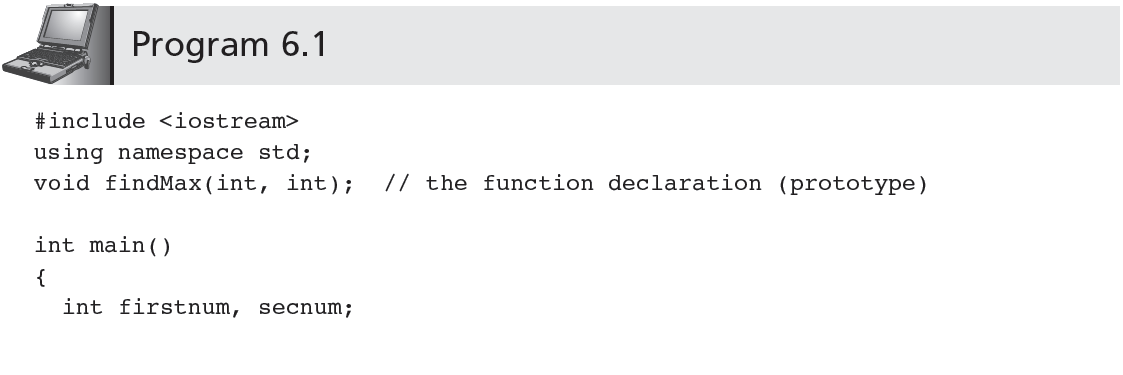 Program 6.1
#include <iostream>
using namespace std;
void findMax(int, int);  // the function declaration (prototype)
int main()
{
  int firstnum, secnum;